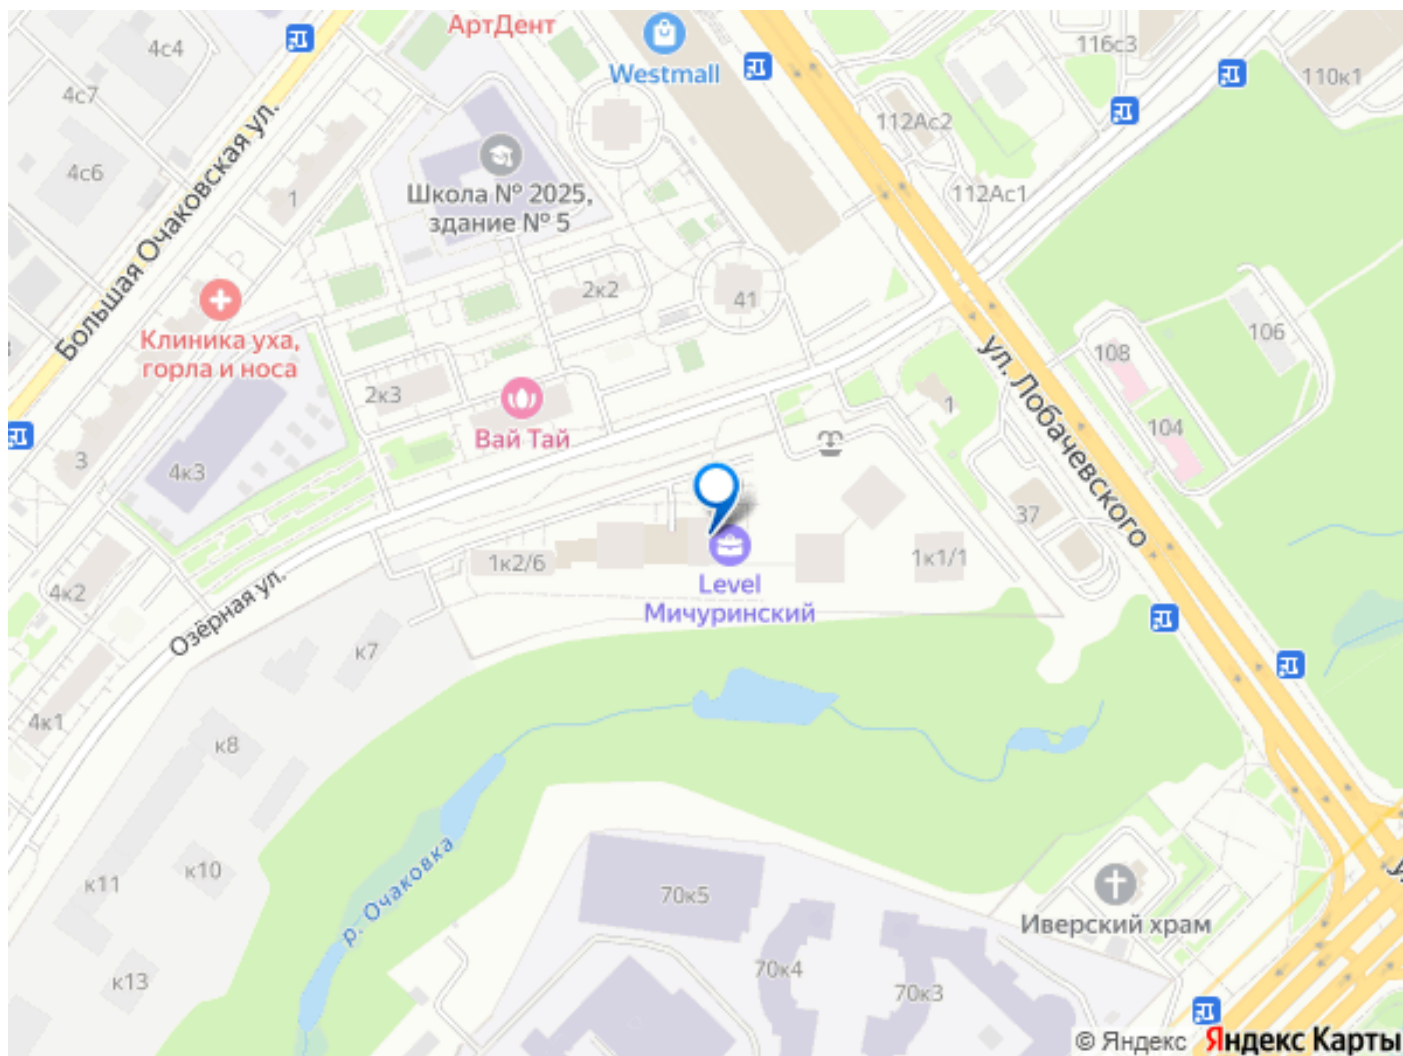 4с4
АртДент
Westmall
116с3
110к1
4с7
112Ас2
4с6
Школа № 2025,
здание № 5
112Ас1
1
Большая Очаковская ул.
2к2
41
106
Клиника уха,
горла и носа
ул. Лобачевского
108
2к3
1
Вай Тай
104
3
4к3
37
1к2/6
1к1/1
4к2
Level
Мичуринский
Озёрная ул.
к7
4к1
к8
р. Очаковка
к10
к11
70к5
Иверский храм
к13
70к4
70к3
© Яндекс Яндекс Карты